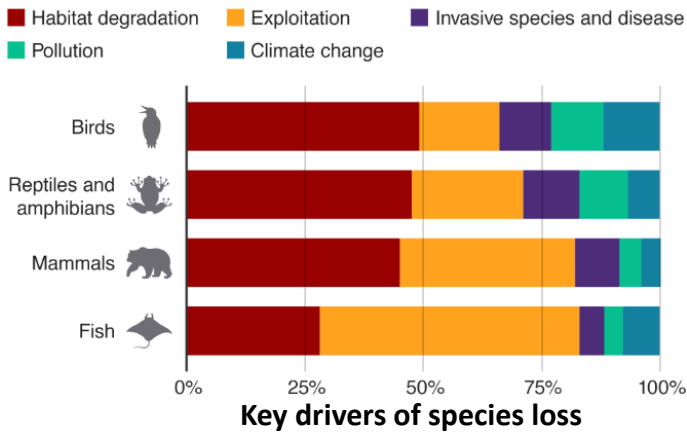 Habitat degradation
Exploitation
Invasive species and disease
Pollution
Climate change
Birds
Reptiles and
amphibians
Mammals
Fish
0% 25% 50% 75% 100%
Key drivers of species loss